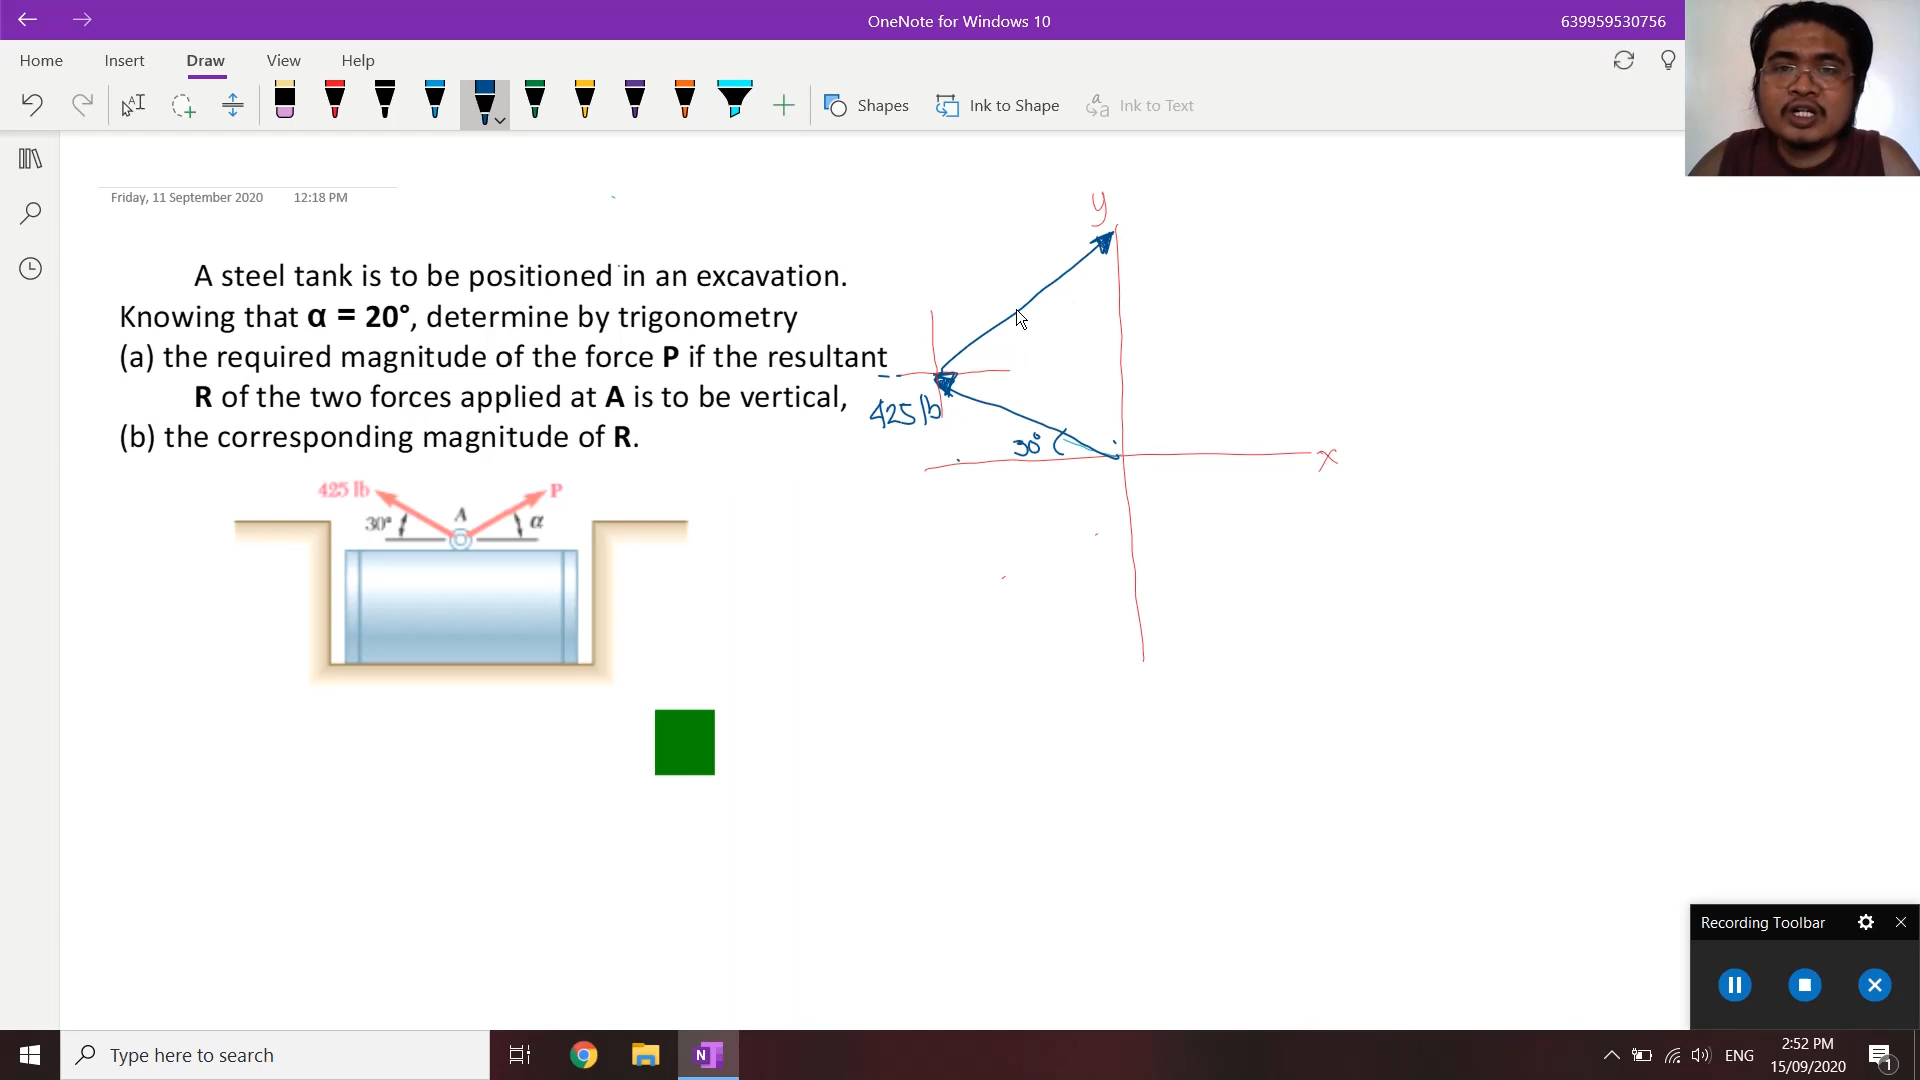 OneNote for Windows 10
639959530756
Home Insert Draw View Help
Shapes Ink to Shape Ink to Text
Friday, 11 September 2020 12:18 PM
A steel tank is to be positioned in an excavation.
Knowing that α = 20°, determine by trigonometry
(a) the required magnitude of the force P if the resultant
R of the two forces applied at A is to be vertical,
(b) the corresponding magnitude of R.
425 lb P
30° A α
y
425 lb
30°
x
Recording Toolbar
Type here to search
N
ENG
2:52 PM
15/09/2020
1